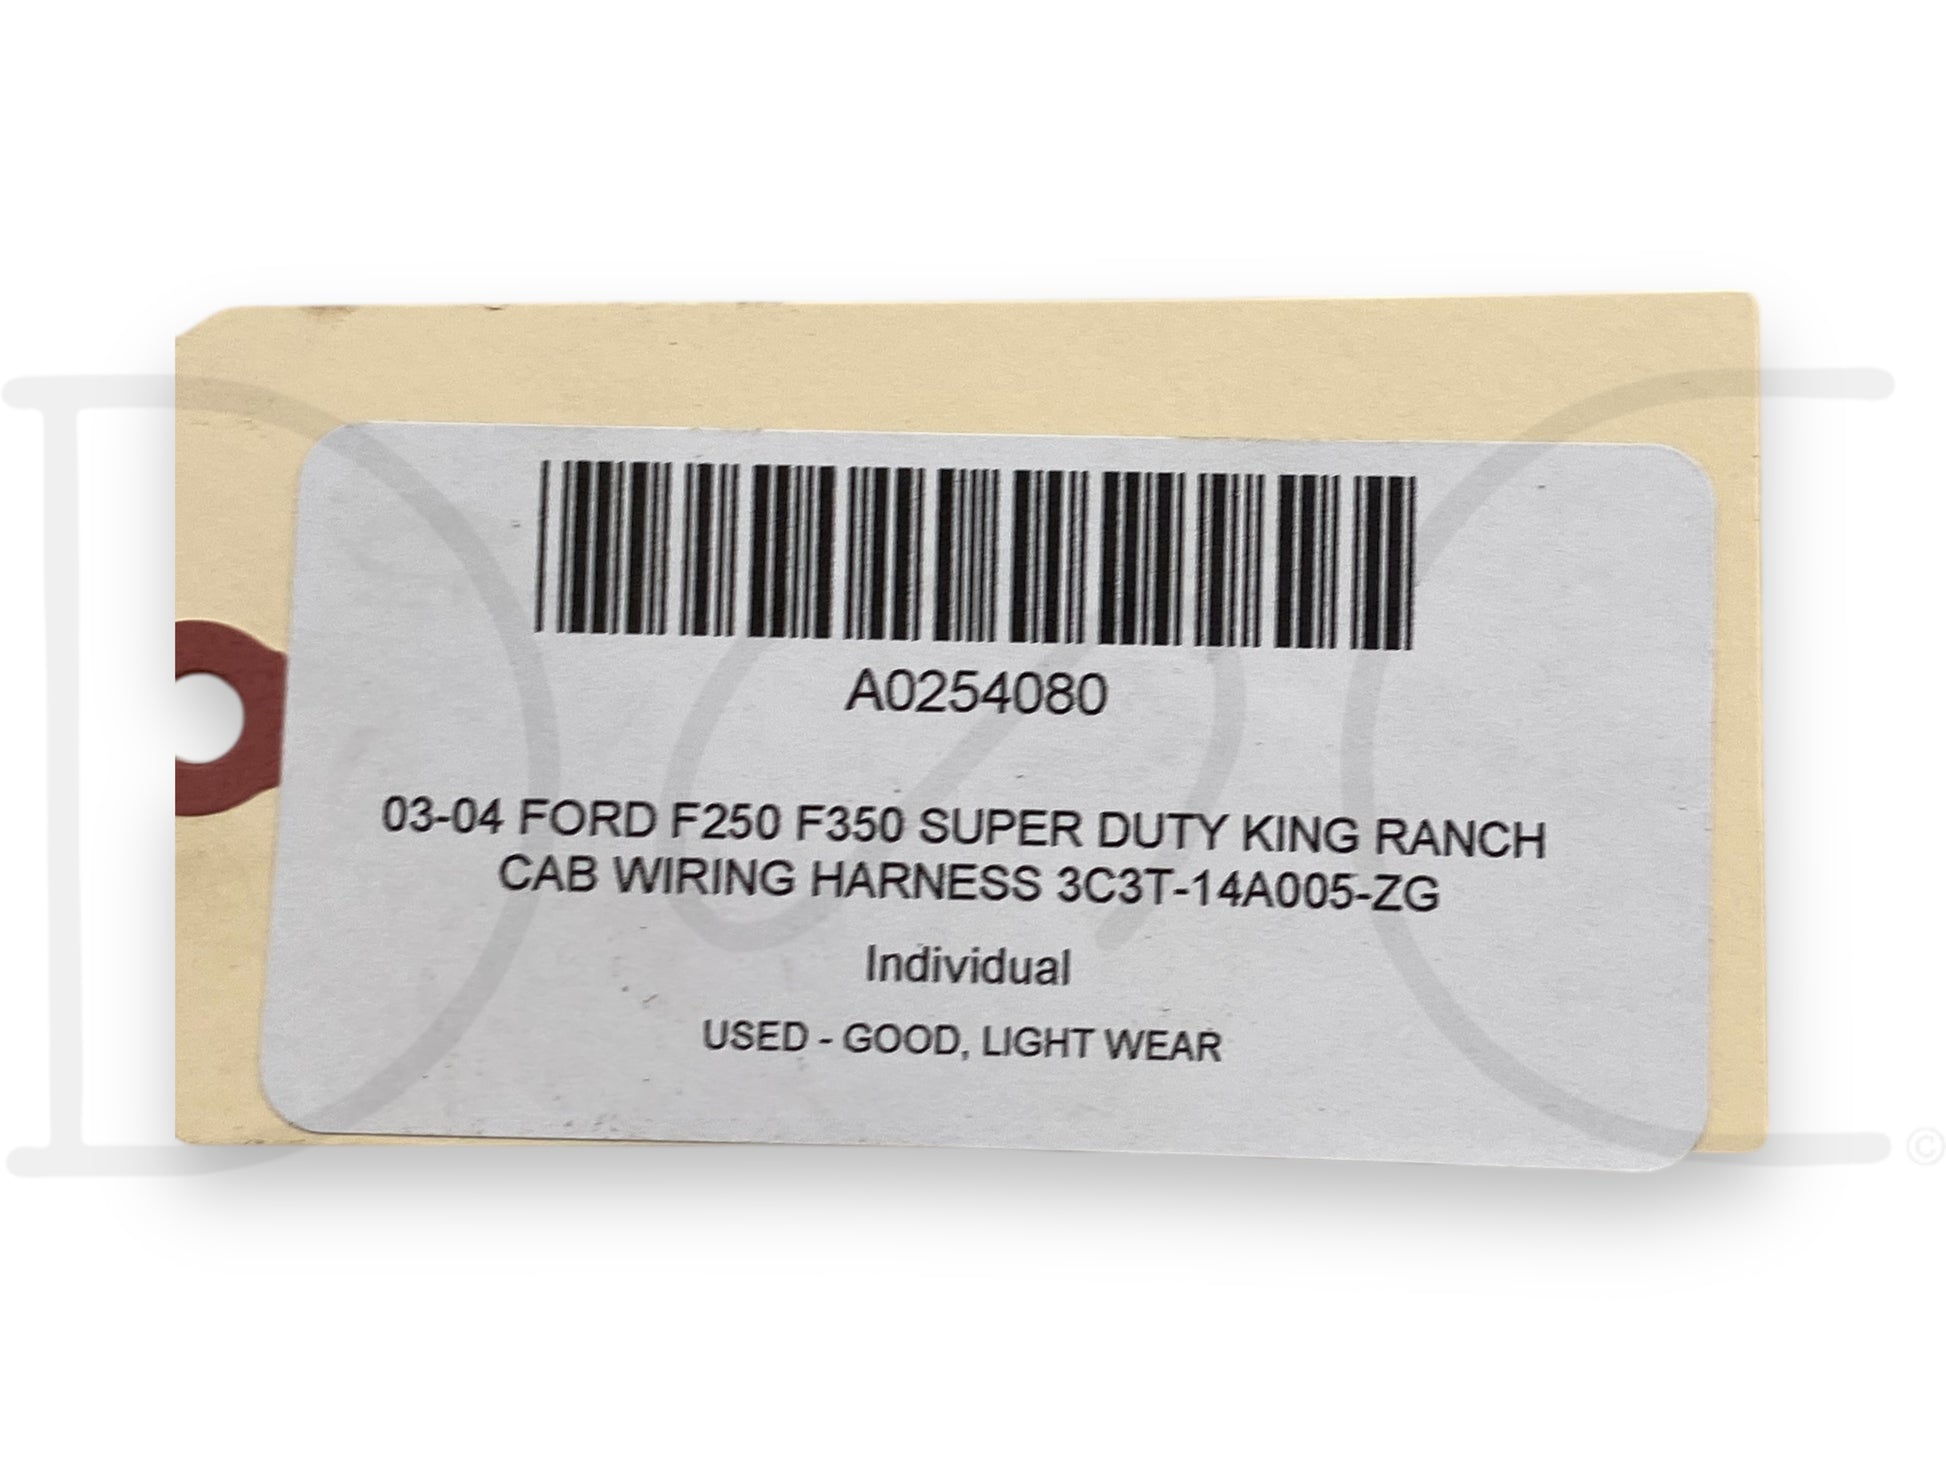 A0254080
03-04 FORD F250 F350 SUPER DUTY KING RANCH
CAB WIRING HARNESS 3C3T-14A005-ZG
Individual
USED - GOOD, LIGHT WEAR
©